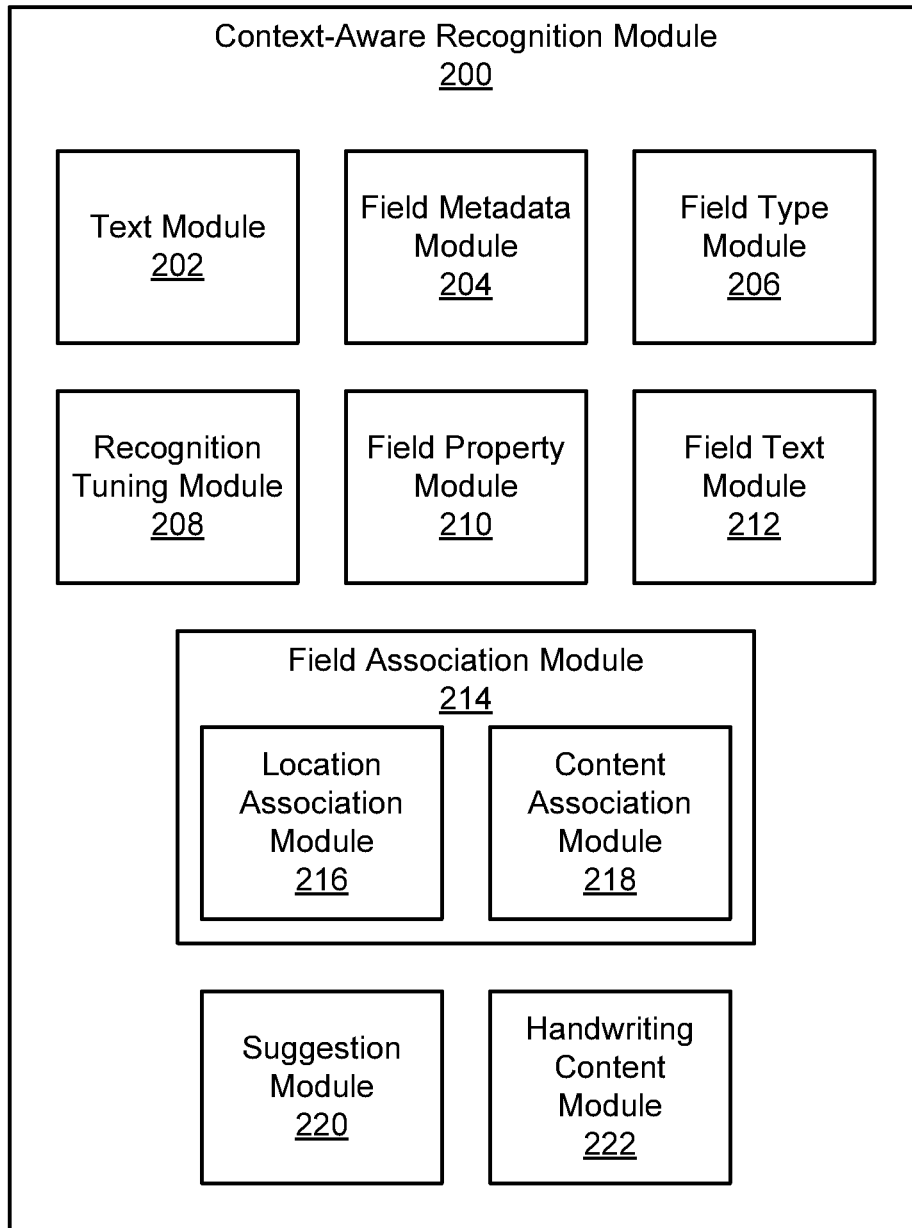 Context-Aware Recognition Module
200
Text Module
202
Field Metadata
Module
204
Field Type
Module
206
Recognition
Tuning Module
208
Field Property
Module
210
Field Text
Module
212
Field Association Module
214
Location
Association
Module
216
Content
Association
Module
218
Suggestion
Module
220
Handwriting
Content
Module
222